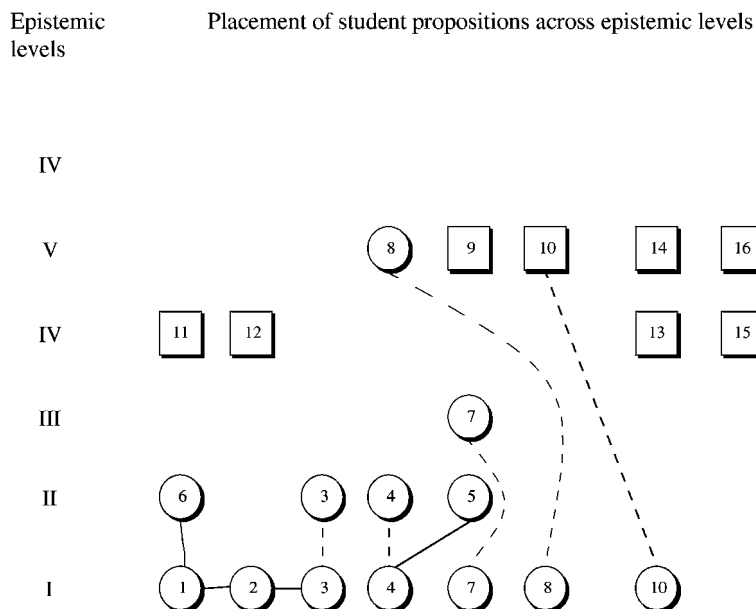 Epistemic levels Placement of student propositions across epistemic levels
IV
V 8 9 10 14 16
IV 11 12 13 15
III 7
II 6 3 4 5
I 1 2 3 4 7 8 10